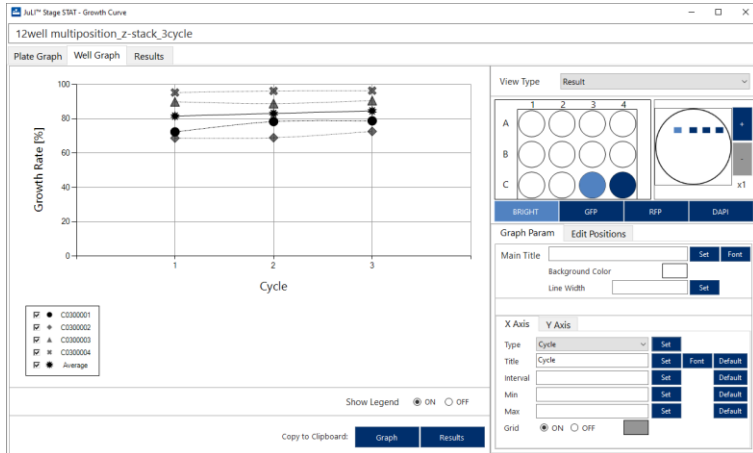 JuLI™ Stage STAT - Growth Curve
12well multiposition_z-stack_3cycle
Plate Graph Well Graph Results
100
80
60
40
20
0
Growth Rate [%]
1 2 3
Cycle
C0300001
C0300002
C0300003
C0300004
Average
Show Legend ON OFF
Copy to Clipboard: Graph Results
View Type Result
1 2 3 4
A
B
C
+
-
x1
BRIGHT GFP RFP DAPI
Graph Param Edit Positions
Main Title Set Font
Background Color
Line Width Set
X Axis Y Axis
Type Cycle Set
Title Cycle Set Font Default
Interval Set Default
Min Set Default
Max Set Default
Grid ON OFF